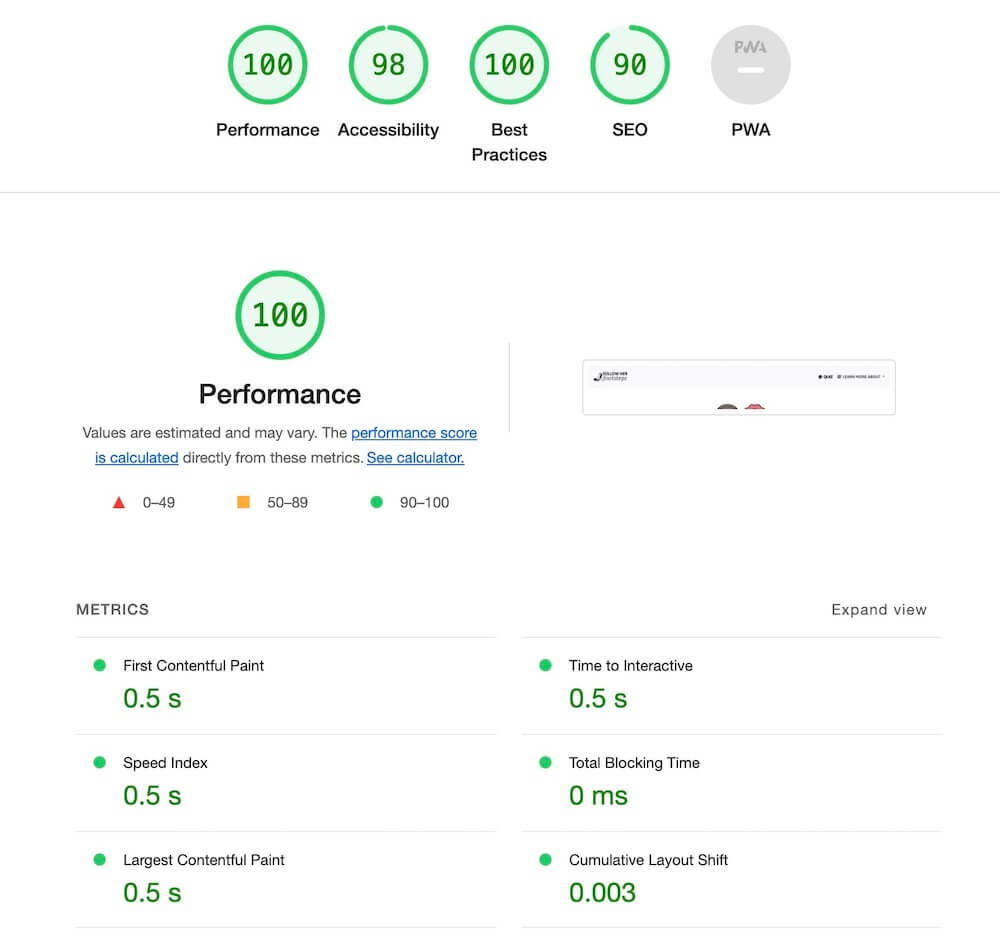 100 98 100 90 PWA
Performance Accessibility Best Practices SEO PWA
100
Performance
Values are estimated and may vary. The performance score
is calculated directly from these metrics. See calculator.
0–49 50–89 90–100
FOLLOW HER
footsteps
QUIZ LEARN MORE ABOUT
METRICS
Expand view
First Contentful Paint
0.5 s
Time to Interactive
0.5 s
Speed Index
0.5 s
Total Blocking Time
0 ms
Largest Contentful Paint
0.5 s
Cumulative Layout Shift
0.003